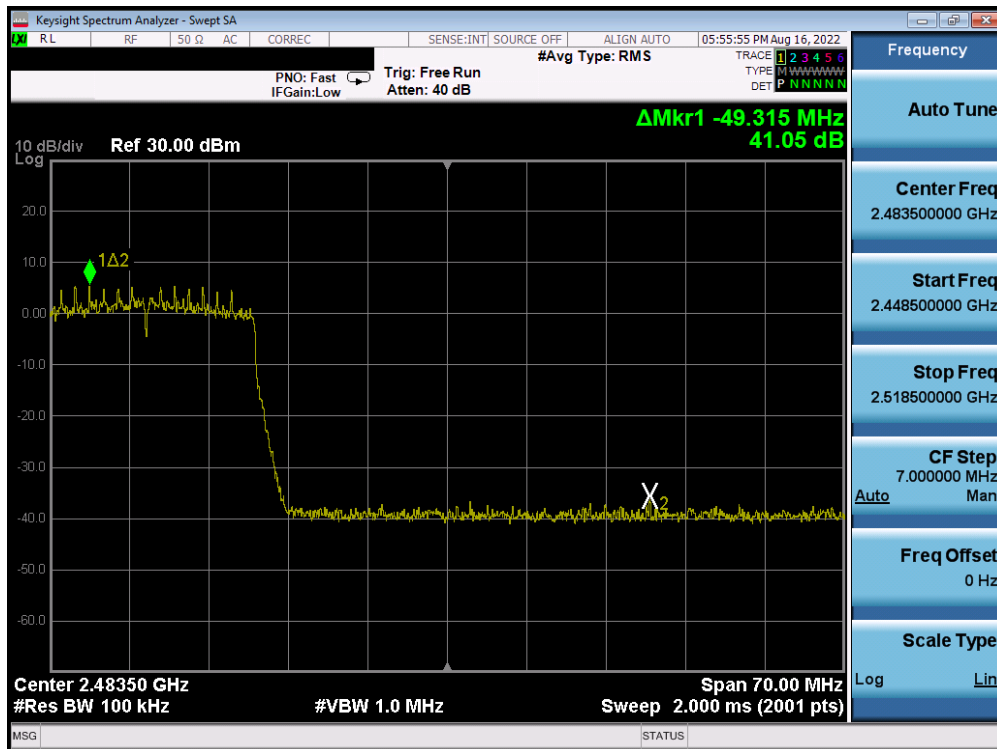 Keysight Spectrum Analyzer - Swept SA
LXI RL RF 50 Ω AC CORREC SENSE:INT SOURCE OFF ALIGN AUTO 05:55:55 PM Aug 16, 2022
Frequency
#Avg Type: RMS
TRACE 1 2 3 4 5 6
PNO: Fast Trig: Free Run
TYPE M WWWWW
IFGain:Low Atten: 40 dB
DET P N N N N N
ΔMkr1 -49.315 MHz
41.05 dB
10 dB/div Ref 30.00 dBm
Log
20.0
10.0
0.00
-10.0
-20.0
-30.0
-40.0
-50.0
-60.0
1Δ2
X2
Center 2.48350 GHz Span 70.00 MHz
#Res BW 100 kHz #VBW 1.0 MHz Sweep 2.000 ms (2001 pts)
MSG STATUS
Auto Tune
Center Freq
2.483500000 GHz
Start Freq
2.448500000 GHz
Stop Freq
2.518500000 GHz
CF Step
7.000000 MHz
Auto Man
Freq Offset
0 Hz
Scale Type
Log Lin